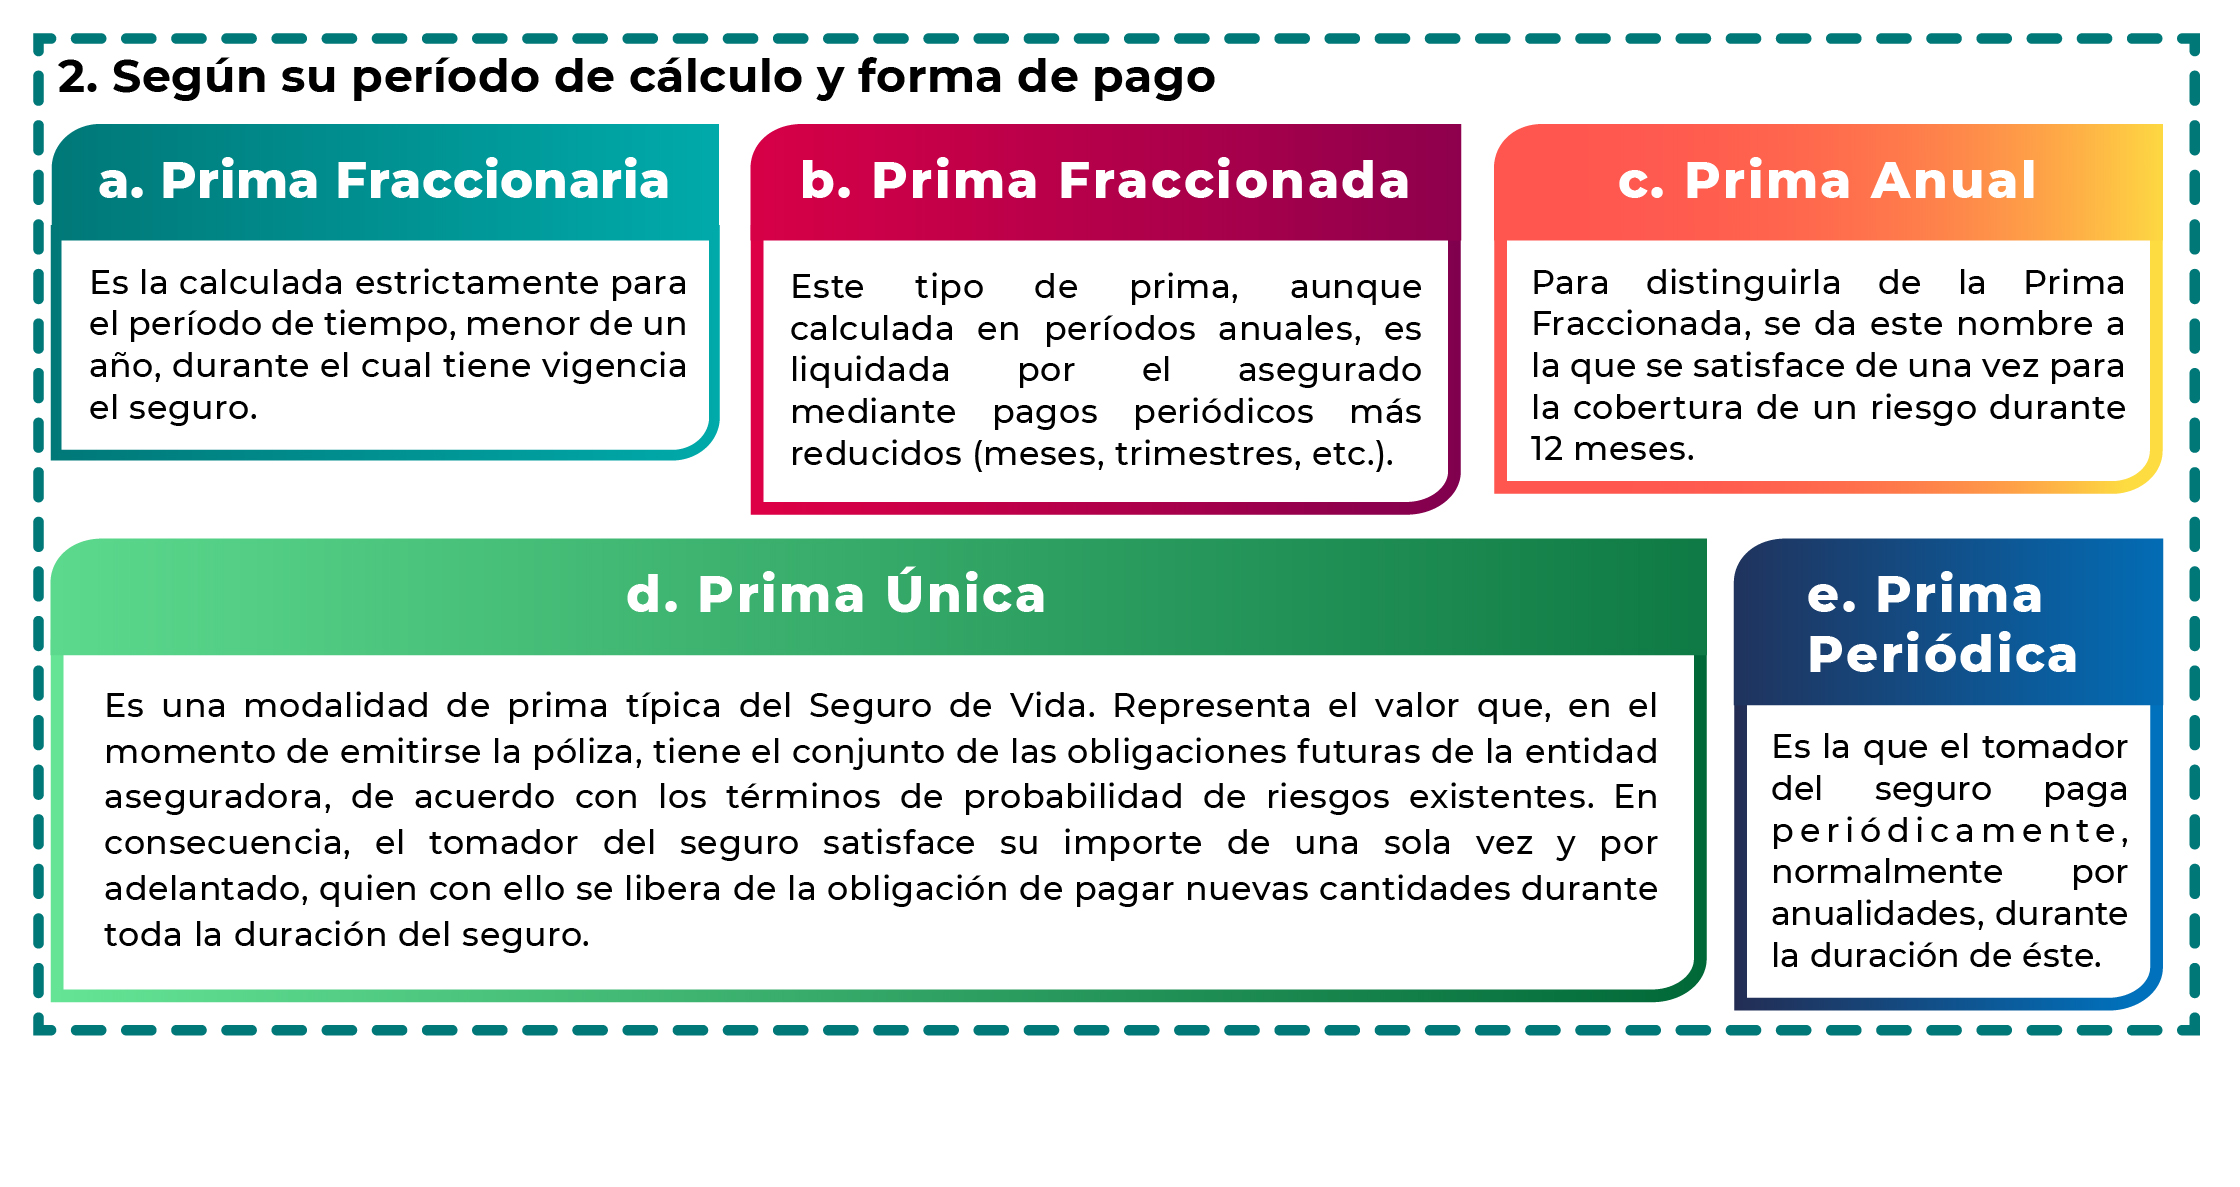 2. Según su período de cálculo y forma de pago
a. Prima Fraccionaria
Es la calculada estrictamente para
el período de tiempo, menor de un
año, durante el cual tiene vigencia
el seguro.
b. Prima Fraccionada
Este tipo de prima, aunque
calculada en períodos anuales, es
liquidada por el asegurado
mediante pagos periódicos más
reducidos (meses, trimestres, etc.).
c. Prima Anual
Para distinguirla de la Prima
Fraccionada, se da este nombre a
la que se satisface de una vez para
la cobertura de un riesgo durante
12 meses.
d. Prima Única
Es una modalidad de prima típica del Seguro de Vida. Representa el valor que, en el
momento de emitirse la póliza, tiene el conjunto de las obligaciones futuras de la entidad
aseguradora, de acuerdo con los términos de probabilidad de riesgos existentes. En
consecuencia, el tomador del seguro satisface su importe de una sola vez y por
adelantado, quien con ello se libera de la obligación de pagar nuevas cantidades durante
toda la duración del seguro.
e. Prima
Periódica
Es la que el tomador
del seguro paga
periódicamente,
normalmente por
anualidades, durante
la duración de éste.